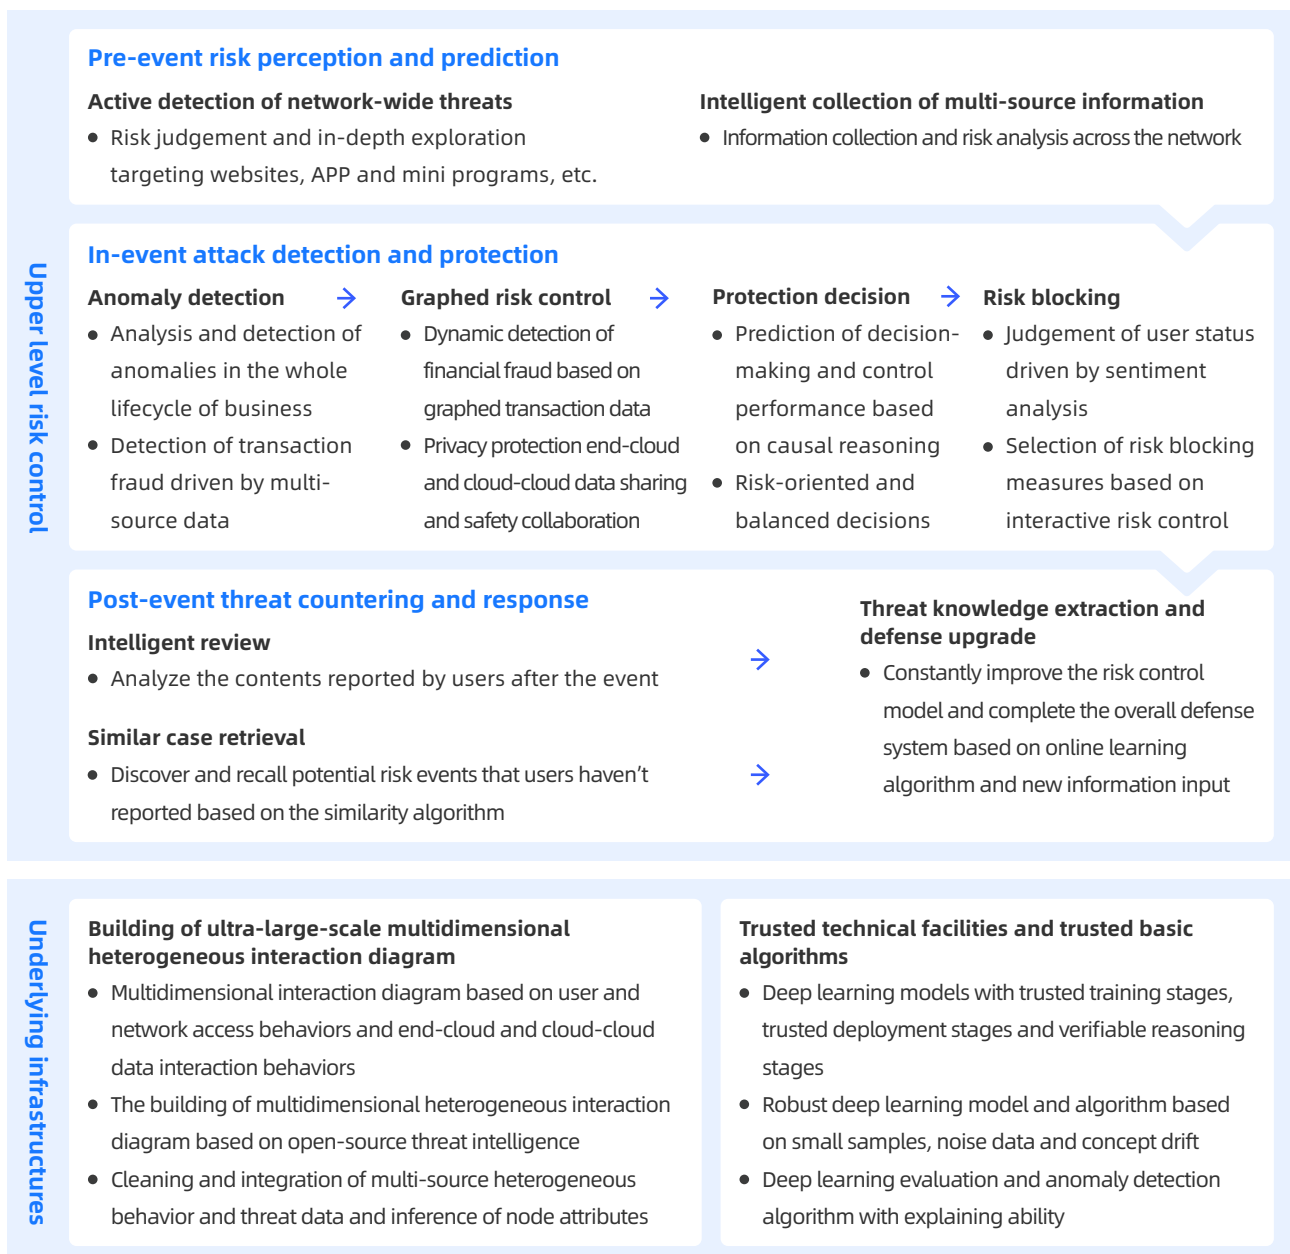 Upper level risk control
Pre-event risk perception and prediction
Active detection of network-wide threats
• Risk judgement and in-depth exploration
targeting websites, APP and mini programs, etc.
Intelligent collection of multi-source information
• Information collection and risk analysis across the network
In-event attack detection and protection
Anomaly detection
• Analysis and detection of
anomalies in the whole
lifecycle of business
• Detection of transaction
fraud driven by multi-
source data
Graphed risk control
• Dynamic detection of
financial fraud based on
graphed transaction data
• Privacy protection end-cloud
and cloud-cloud data sharing
and safety collaboration
Protection decision
• Prediction of decision-
making and control
performance based
on causal reasoning
• Risk-oriented and
balanced decisions
Risk blocking
• Judgement of user status
driven by sentiment
analysis
• Selection of risk blocking
measures based on
interactive risk control
Post-event threat countering and response
Intelligent review
• Analyze the contents reported by users after the event
Similar case retrieval
• Discover and recall potential risk events that users haven’t
reported based on the similarity algorithm
Threat knowledge extraction and
defense upgrade
• Constantly improve the risk control
model and complete the overall defense
system based on online learning
algorithm and new information input
Underlying infrastructures
Building of ultra-large-scale multidimensional
heterogeneous interaction diagram
• Multidimensional interaction diagram based on user and
network access behaviors and end-cloud and cloud-cloud
data interaction behaviors
• The building of multidimensional heterogeneous interaction
diagram based on open-source threat intelligence
• Cleaning and integration of multi-source heterogeneous
behavior and threat data and inference of node attributes
Trusted technical facilities and trusted basic
algorithms
• Deep learning models with trusted training stages,
trusted deployment stages and verifiable reasoning
stages
• Robust deep learning model and algorithm based
on small samples, noise data and concept drift
• Deep learning evaluation and anomaly detection
algorithm with explaining ability